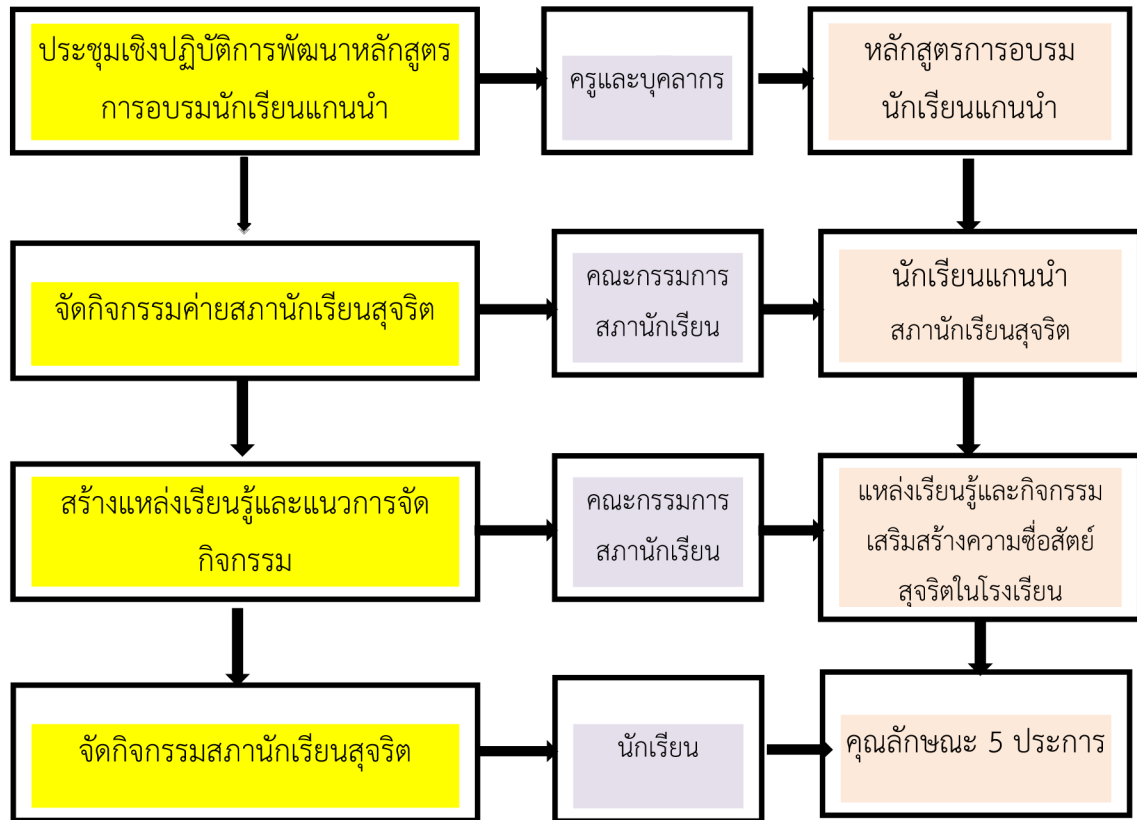 ประชุมเชิงปฏิบัติการพัฒนาหลักสูตร
การอบรมนักเรียนแกนนำ
ครูและบุคลากร
หลักสูตรการอบรม
นักเรียนแกนนำ
จัดกิจกรรมค่ายสภานักเรียนสุจริต
คณะกรรมการ
สภานักเรียน
นักเรียนแกนนำ
สภานักเรียนสุจริต
สร้างแหล่งเรียนรู้และแนวการจัด
กิจกรรม
คณะกรรมการ
สภานักเรียน
แหล่งเรียนรู้และกิจกรรม
เสริมสร้างความซื่อสัตย์
สุจริตในโรงเรียน
จัดกิจกรรมสภานักเรียนสุจริต
นักเรียน
คุณลักษณะ 5 ประการ